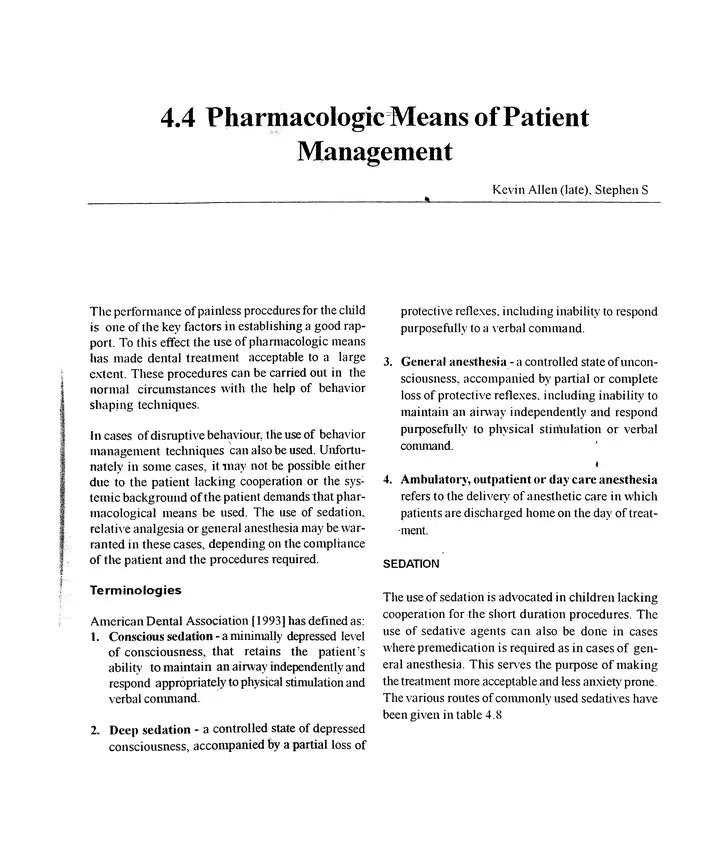 4.4 Pharmacologic Means of Patient
Management
Kevin Allen (late), Stephen S
The performance of painless procedures for the child
is one of the key factors in establishing a good rap-
port. To this effect the use of pharmacologic means
has made dental treatment acceptable to a large
extent. These procedures can be carried out in the
normal circumstances with the help of behavior
shaping techniques.
In cases of disruptive behaviour, the use of behavior
management techniques can also be used. Unfortu-
nately in some cases, it may not be possible either
due to the patient lacking cooperation or the sys-
temic background of the patient demands that phar-
macological means be used. The use of sedation,
relative analgesia or general anesthesia may be war-
ranted in these cases, depending on the compliance
of the patient and the procedures required.
Terminologies
American Dental Association [1993] has defined as:
1. Conscious sedation - a minimally depressed level
of consciousness, that retains the patient's
ability to maintain an airway independently and
respond appropriately to physical stimulation and
verbal command.
2. Deep sedation - a controlled state of depressed
consciousness, accompanied by a partial loss of
protective reflexes, including inability to respond
purposefully to a verbal command.
3. General anesthesia - a controlled state of uncon-
sciousness, accompanied by partial or complete
loss of protective reflexes, including inability to
maintain an airway independently and respond
purposefully to physical stimulation or verbal
command.
4. Ambulatory, outpatient or day care anesthesia
refers to the delivery of anesthetic care in which
patients are discharged home on the day of treat-
ment.
SEDATION
The use of sedation is advocated in children lacking
cooperation for the short duration procedures. The
use of sedative agents can also be done in cases
where premedication is required as in cases of gen-
eral anesthesia. This serves the purpose of making
the treatment more acceptable and less anxiety prone.
The various routes of commonly used sedatives have
been given in table 4.8